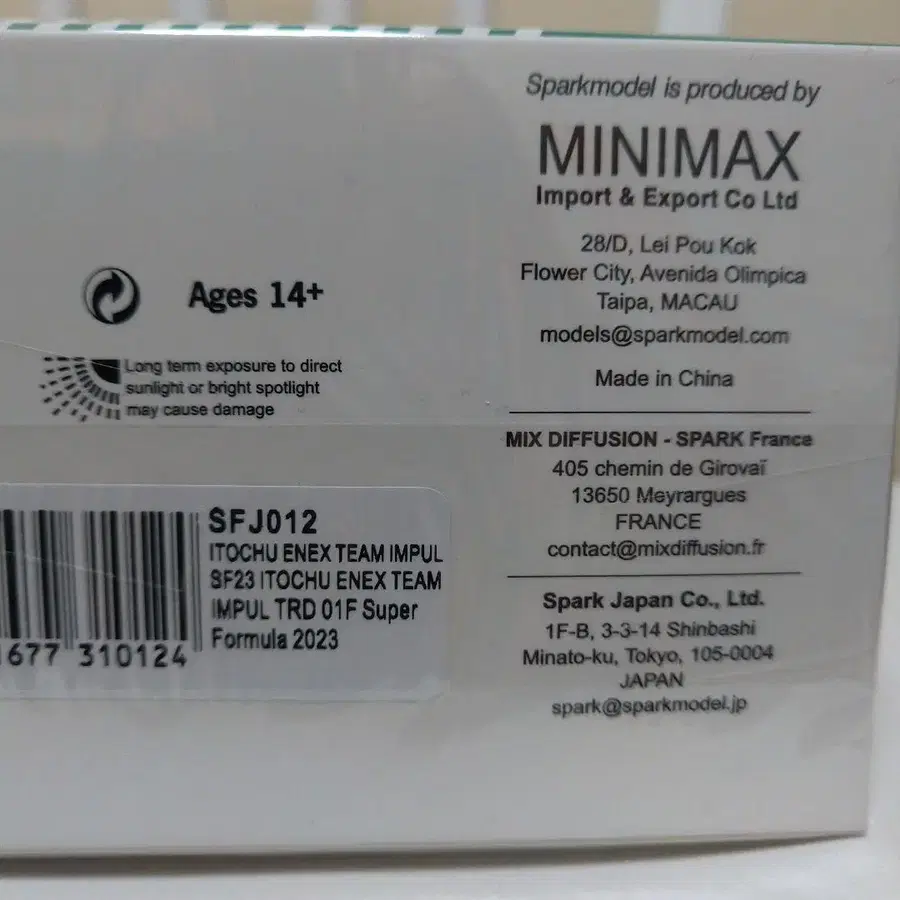 Sparkmodel is produced by
MINIMAX
Import & Export Co Ltd
28/D, Lei Pou Kok
Flower City, Avenida Olimpica
Taipa, MACAU
models@sparkmodel.com
Made in China
MIX DIFFUSION - SPARK France
405 chemin de Girovaï
13650 Meyrargues
FRANCE
contact@mixdiffusion.fr
Spark Japan Co., Ltd.
1F-B, 3-3-14 Shinbashi
Minato-ku, Tokyo, 105-0004
JAPAN
spark@sparkmodel.jp
Ages 14+
Long term exposure to direct
sunlight or bright spotlight
may cause damage
SFJ012
ITOCHU ENEX TEAM IMPUL
SF23 ITOCHU ENEX TEAM
IMPUL TRD 01F Super
Formula 2023
677 310124